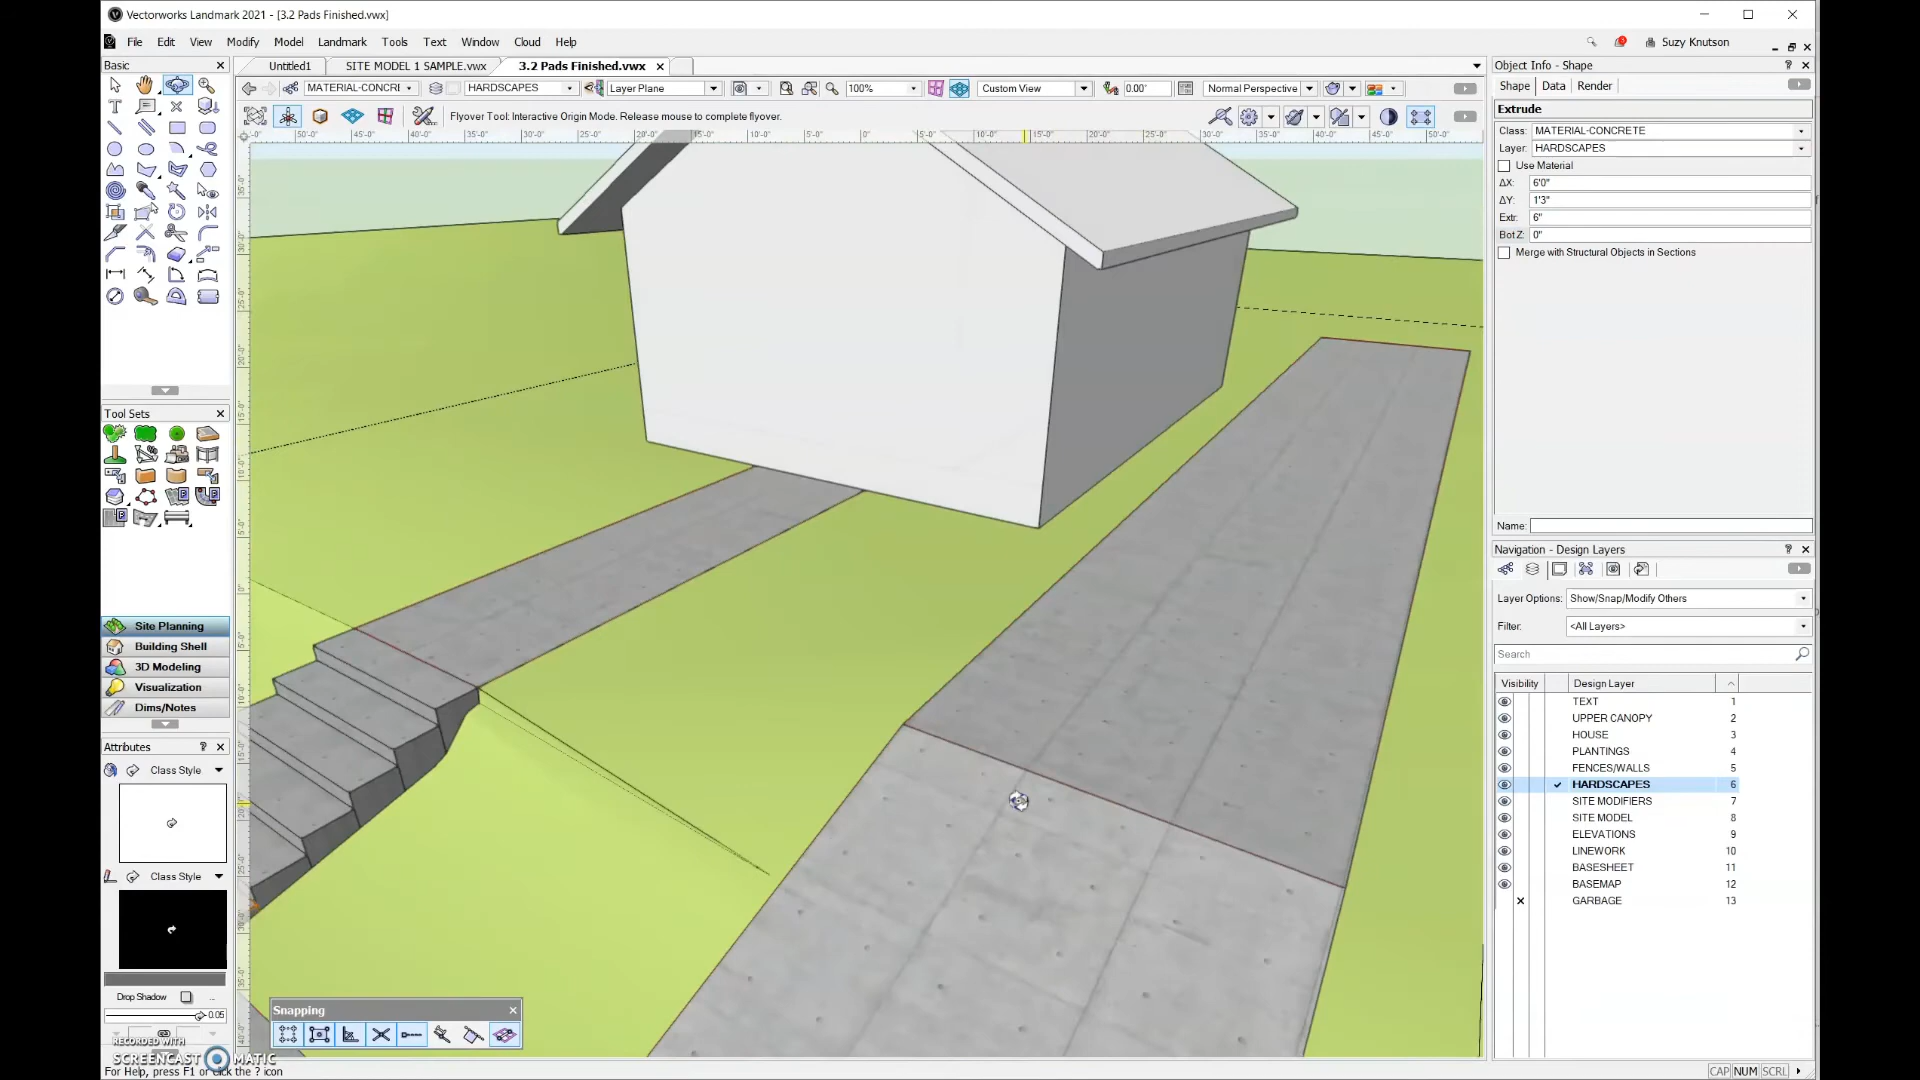 Vectorworks Landmark 2021 - [3.2 Pads Finished.vwx]
File Edit View Modify Model Landmark Tools Text Window Cloud Help
Suzy Knutson
Basic
Untitled1 SITE MODEL 1 SAMPLE.vwx 3.2 Pads Finished.vwx
MATERIAL-CONCRE HARDSCAPES Layer Plane 100% Custom View 0.00° Normal Perspective
Flyover Tool: Interactive Origin Mode. Release mouse to complete flyover.
Object Info - Shape
Shape Data Render
Extrude
Class: MATERIAL-CONCRETE
Layer: HARDSCAPES
Use Material
ΔX: 6'0"
ΔY: 1'3"
Extr: 6"
Bot Z: 0"
Merge with Structural Objects in Sections
Name:
Tool Sets
Site Planning
Building Shell
3D Modeling
Visualization
Dims/Notes
Attributes
Class Style
Class Style
Drop Shadow ...
0.05
Snapping
Navigation - Design Layers
Layer Options: Show/Snap/Modify Others
Filter: <All Layers>
Search
Visibility Design Layer
TEXT 1
UPPER CANOPY 2
HOUSE 3
PLANTINGS 4
FENCES/WALLS 5
HARDSCAPES 6
SITE MODIFIERS 7
SITE MODEL 8
ELEVATIONS 9
LINEWORK 10
BASESHEET 11
BASEMAP 12
GARBAGE 13
RECORDED WITH
SCREENCAST MATIC
For Help, press F1 or click the ? icon
CAP NUM SCRL